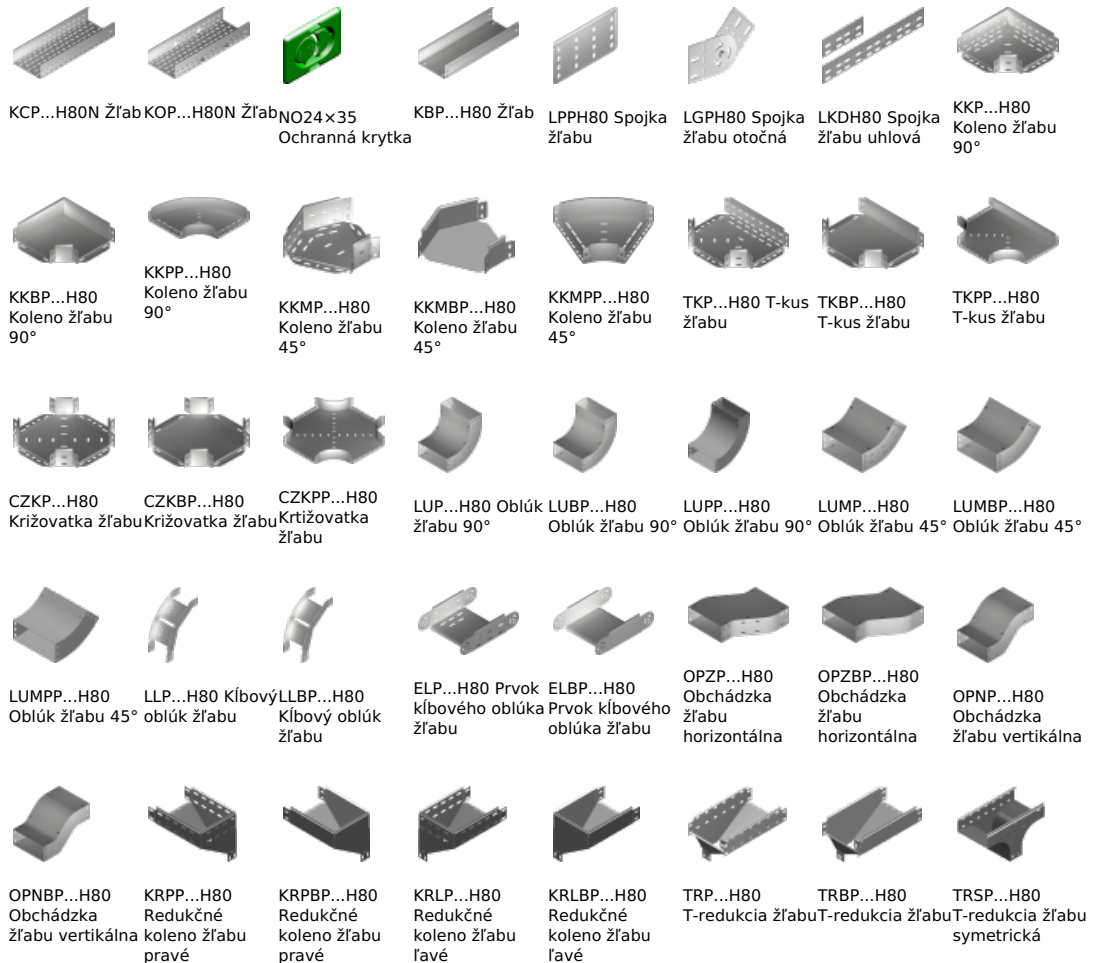 KCP...H80N Žľab
KOP...H80N Žľab
NO24×35
Ochranná krytka
KBP...H80 Žľab
LPPH80 Spojka
žľabu
LGPH80 Spojka
žľabu otočná
LKDH80 Spojka
žľabu uhlová
KKP...H80
Koleno žľabu
90°
KKBP...H80
Koleno žľabu
90°
KKPP...H80
Koleno žľabu
90°
KKMP...H80
Koleno žľabu
45°
KKMBP...H80
Koleno žľabu
45°
KKMPP...H80
Koleno žľabu
45°
TKP...H80 T-kus
žľabu
TKBP...H80
T-kus žľabu
TKPP...H80
T-kus žľabu
CZKP...H80
Križovatka žľabu
CZKBP...H80
Križovatka žľabu
CZKPP...H80
Krtižovatka
žľabu
LUP...H80 Oblúk
žľabu 90°
LUBP...H80
Oblúk žľabu 90°
LUPP...H80
Oblúk žľabu 90°
LUMP...H80
Oblúk žľabu 45°
LUMBP...H80
Oblúk žľabu 45°
LUMPP...H80
Oblúk žľabu 45°
LLP...H80 Kĺbový
oblúk žľabu
LLBP...H80
Kĺbový oblúk
žľabu
ELP...H80 Prvok
kĺbového oblúka
žľabu
ELBP...H80
Prvok kĺbového
oblúka žľabu
OPZP...H80
Obchádzka
žľabu
horizontálna
OPZBP...H80
Obchádzka
žľabu
horizontálna
OPNP...H80
Obchádzka
žľabu vertikálna
OPNBP...H80
Obchádzka
žľabu vertikálna
KRPP...H80
Redukčné
koleno žľabu
pravé
KRPBP...H80
Redukčné
koleno žľabu
pravé
KRLP...H80
Redukčné
koleno žľabu
ľavé
KRLBP...H80
Redukčné
koleno žľabu
ľavé
TRP...H80
T-redukcia žľabu
TRBP...H80
T-redukcia žľabu
TRSP...H80
T-redukcia žľabu
symetrická